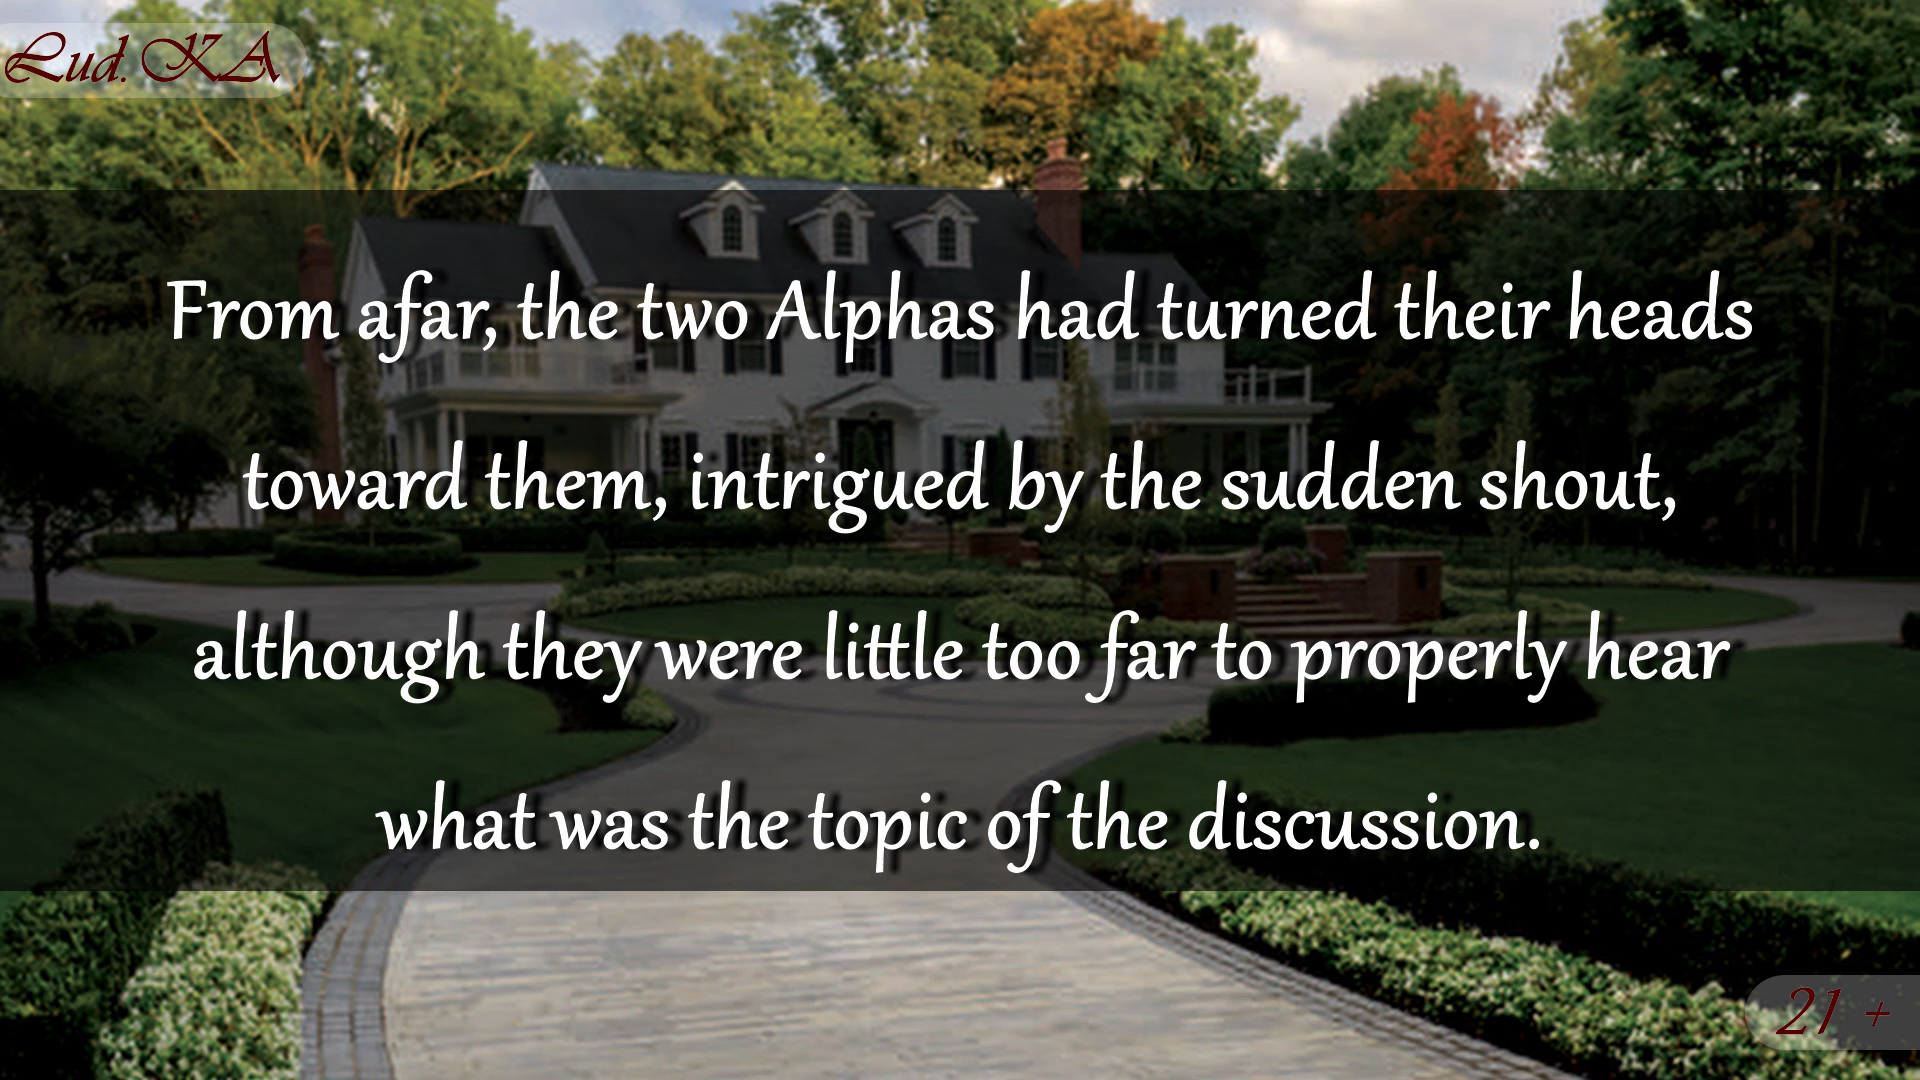 Lud. KA
From afar, the two Alphas had turned their heads
toward them, intrigued by the sudden shout,
although they were little too far to properly hear
what was the topic of the discussion.
21 +